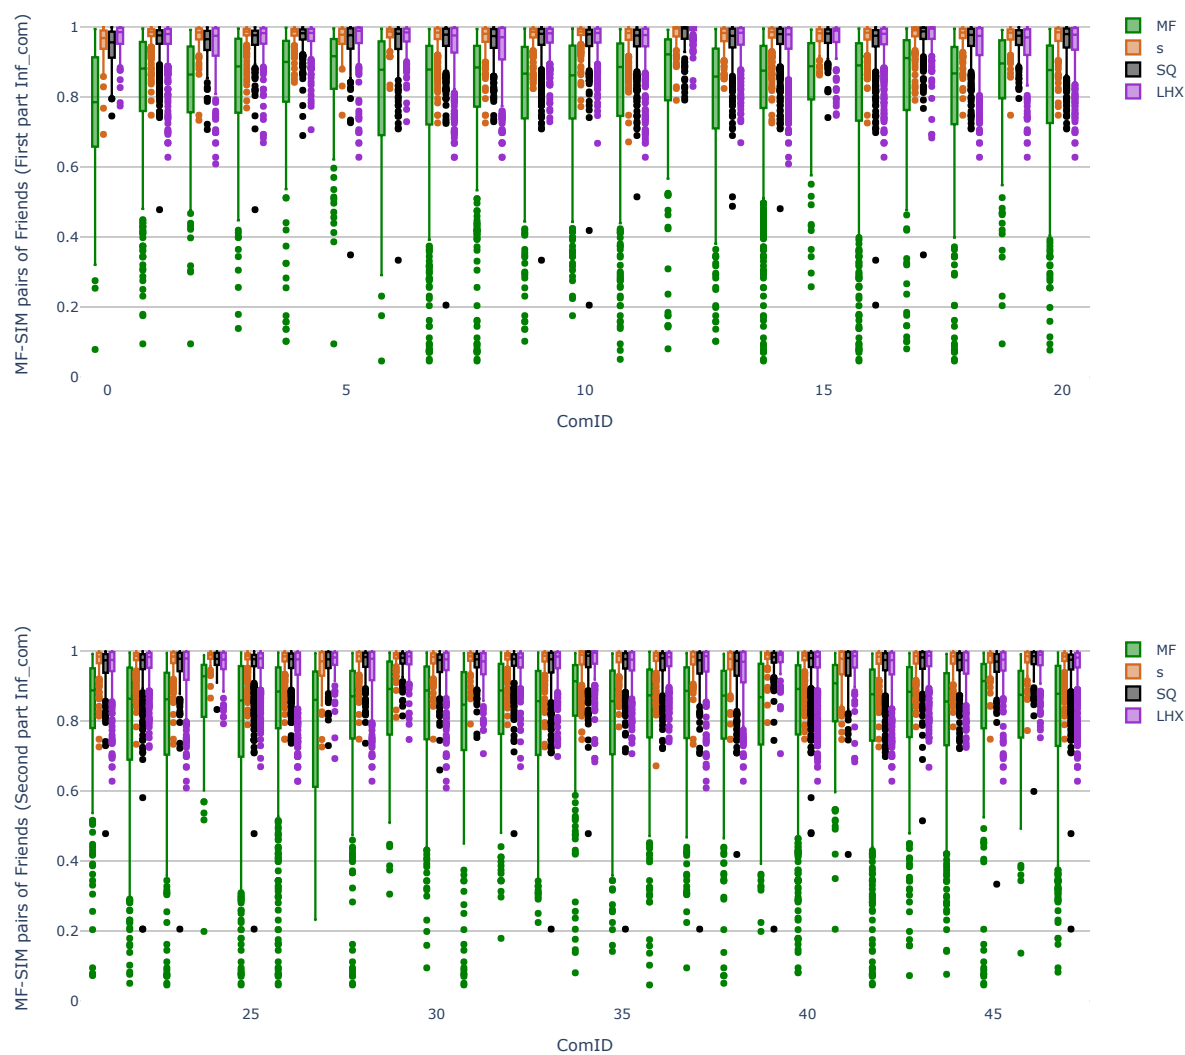 MF-SIM pairs of Friends (First part Inf_com)
1
0.8
0.6
0.4
0.2
0
0 5 10 15 20
ComID
MF
s
SQ
LHX
MF-SIM pairs of Friends (Second part Inf_com)
1
0.8
0.6
0.4
0.2
0
25 30 35 40 45
ComID
MF
s
SQ
LHX